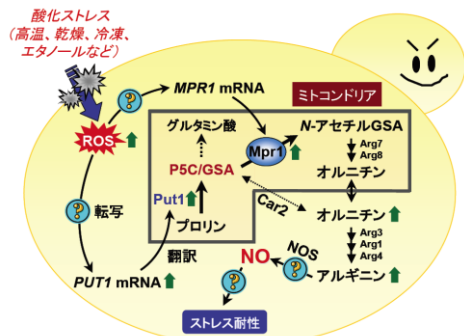 酸化ストレス
(高温、乾燥、冷凍、
エタノールなど)
ROS
?
MPR1 mRNA
ミトコンドリア
グルタミン酸
N-アセチルGSA
Mpr1
Arg7
Arg8
P5C/GSA
オルニチン
Put1
Car2
?
転写
プロリン
オルニチン
翻訳
Arg3
Arg1
Arg4
NO
NOS
?
アルギニン
PUT1 mRNA
?
ストレス耐性